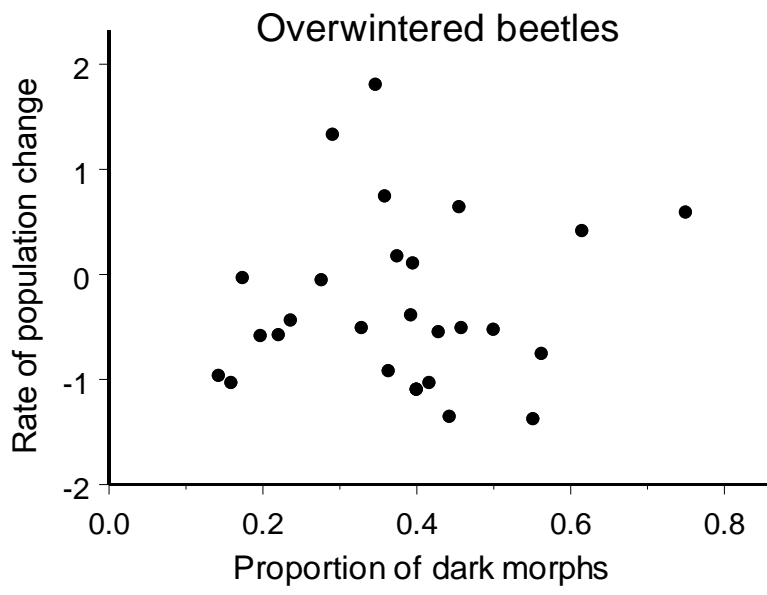 Overwintered beetles
Rate of population change
2
1
0
-1
-2
0.0 0.2 0.4 0.6 0.8
Proportion of dark morphs